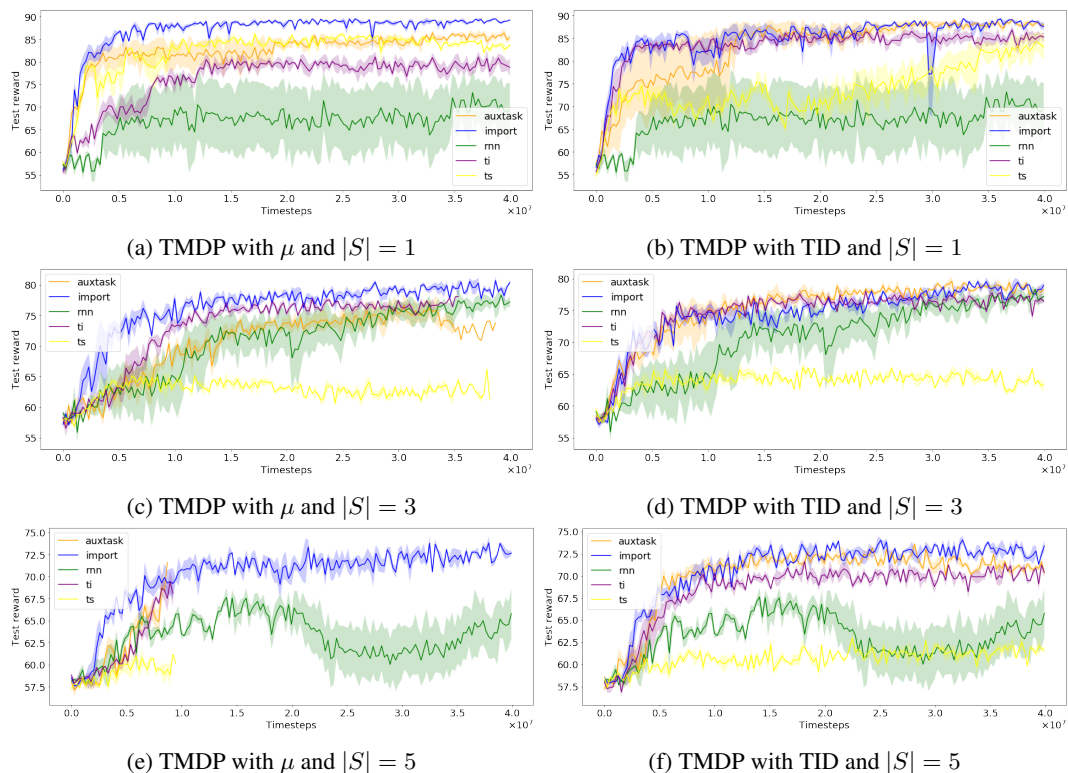 90
85
80
75
70
65
60
55
Test reward
auxtask
import
rnn
ti
ts
0.0 0.5 1.0 1.5 2.0 2.5 3.0 3.5 4.0
Timesteps
×10⁷
(a) TMDP with μ and |S| = 1
90
85
80
75
70
65
60
55
Test reward
auxtask
import
rnn
ti
ts
0.0 0.5 1.0 1.5 2.0 2.5 3.0 3.5 4.0
Timesteps
×10⁷
(b) TMDP with TID and |S| = 1
80
75
70
65
60
55
Test reward
auxtask
import
rnn
ti
ts
0.0 0.5 1.0 1.5 2.0 2.5 3.0 3.5 4.0
Timesteps
×10⁷
(c) TMDP with μ and |S| = 3
80
75
70
65
60
55
Test reward
auxtask
import
rnn
ti
ts
0.0 0.5 1.0 1.5 2.0 2.5 3.0 3.5 4.0
Timesteps
×10⁷
(d) TMDP with TID and |S| = 3
75.0
72.5
70.0
67.5
65.0
62.5
60.0
57.5
Test reward
auxtask
import
rnn
ti
ts
0.0 0.5 1.0 1.5 2.0 2.5 3.0 3.5 4.0
Timesteps
×10⁷
(e) TMDP with μ and |S| = 5
75.0
72.5
70.0
67.5
65.0
62.5
60.0
57.5
Test reward
auxtask
import
rnn
ti
ts
0.0 0.5 1.0 1.5 2.0 2.5 3.0 3.5 4.0
Timesteps
×10⁷
(f) TMDP with TID and |S| = 5